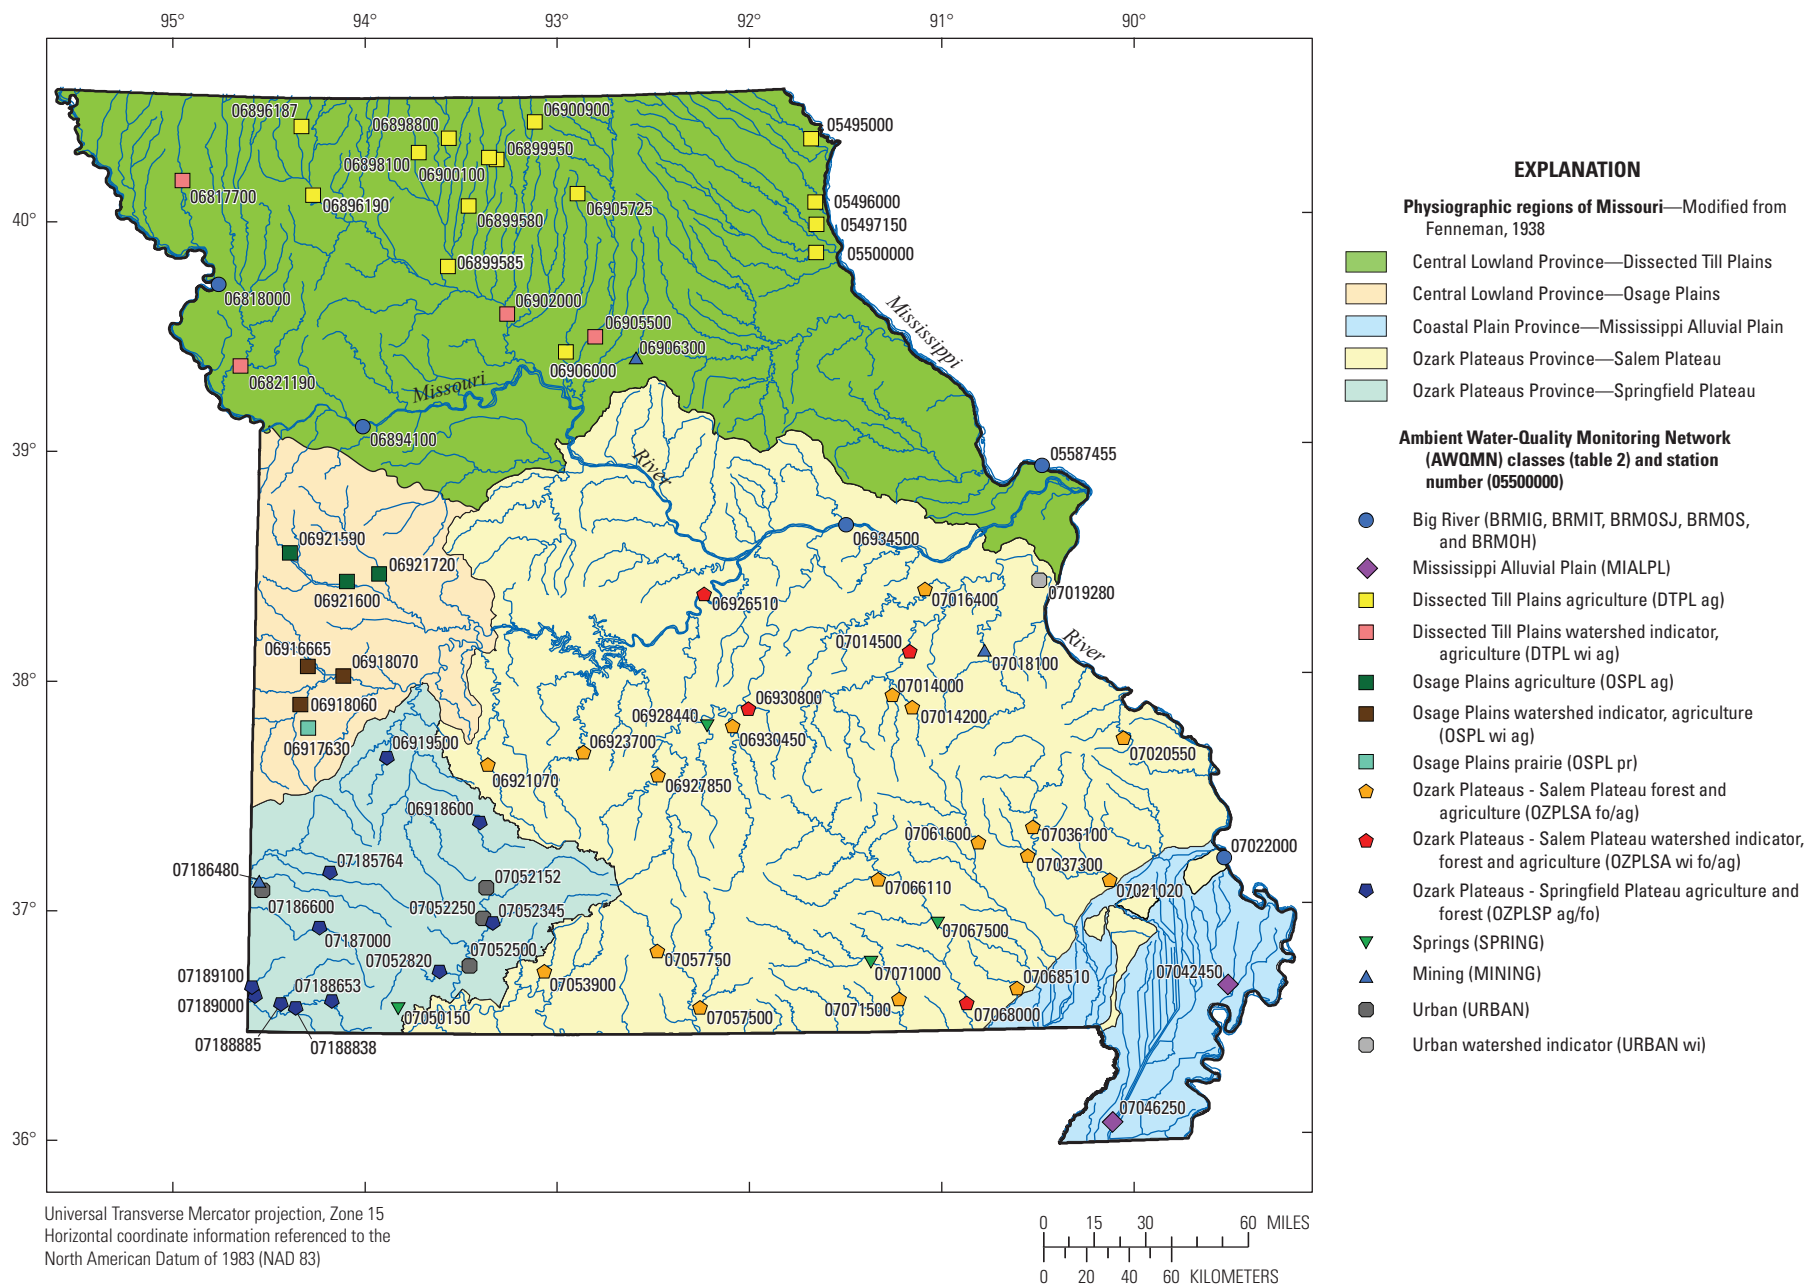 95° 94° 93° 92° 91° 90°
40°
39°
38°
37°
36°
06896187
06898800
06900900
05495000
06899950
06898100
06900100
06817700
06896190
06899580
06905725
05496000
05497150
05500000
06899585
06818000
06902000
06905500
06906300
06906000
06821190
Mississippi
Missouri
06894100
River
05587455
06934500
06921590
06921720
06921600
06926510
07016400
07019280
06916665
06918070
07014500
07018100
River
06918060
07014000
07014200
06930800
06928440
06930450
06917630
06919500
06923700
07020550
06921070
06927850
06918600
07061600
07036100
07037300
07022000
07186480
07185764
07052152
07066110
07021020
07186600
07052250
07052345
07067500
07187000
07052500
07052820
07057750
07189100
07188653
07053900
07071000
07068510
07042450
07189000
07050150
07057500
07071500
07068000
07188885
07188838
07046250
EXPLANATION
Physiographic regions of Missouri—Modified from
Fenneman, 1938
Central Lowland Province—Dissected Till Plains
Central Lowland Province—Osage Plains
Coastal Plain Province—Mississippi Alluvial Plain
Ozark Plateaus Province—Salem Plateau
Ozark Plateaus Province—Springfield Plateau
Ambient Water-Quality Monitoring Network
(AWQMN) classes (table 2) and station
number (05500000)
Big River (BRMIG, BRMIT, BRMOSJ, BRMOS,
and BRMOH)
Mississippi Alluvial Plain (MIALPL)
Dissected Till Plains agriculture (DTPL ag)
Dissected Till Plains watershed indicator,
agriculture (DTPL wi ag)
Osage Plains agriculture (OSPL ag)
Osage Plains watershed indicator, agriculture
(OSPL wi ag)
Osage Plains prairie (OSPL pr)
Ozark Plateaus - Salem Plateau forest and
agriculture (OZPLSA fo/ag)
Ozark Plateaus - Salem Plateau watershed indicator,
forest and agriculture (OZPLSA wi fo/ag)
Ozark Plateaus - Springfield Plateau agriculture and
forest (OZPLSP ag/fo)
Springs (SPRING)
Mining (MINING)
Urban (URBAN)
Urban watershed indicator (URBAN wi)
Universal Transverse Mercator projection, Zone 15
Horizontal coordinate information referenced to the
North American Datum of 1983 (NAD 83)
0 15 30 60 MILES
0 20 40 60 KILOMETERS